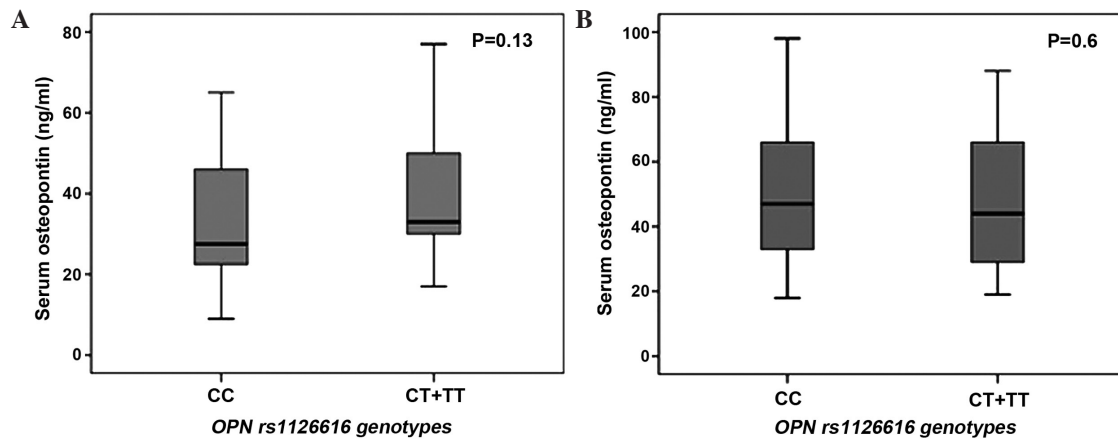 A
Serum osteopontin (ng/ml)
80
60
40
20
0
P=0.13
CC
CT+TT
OPN rs1126616 genotypes
B
Serum osteopontin (ng/ml)
100
80
60
40
20
0
P=0.6
CC
CT+TT
OPN rs1126616 genotypes